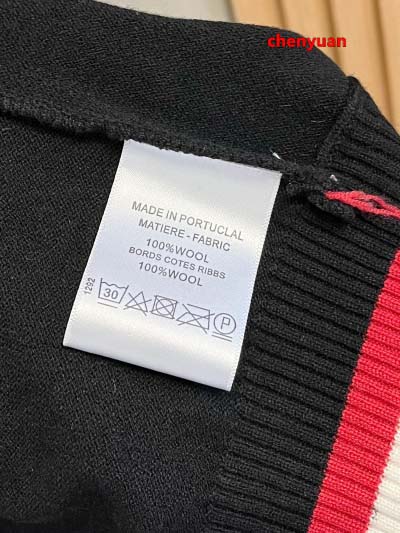 chenyuan
MADE IN PORTUCLAL
MATIERE - FABRIC
100%WOOL
BORDS COTES RIBBS
100%WOOL
1292
30
P